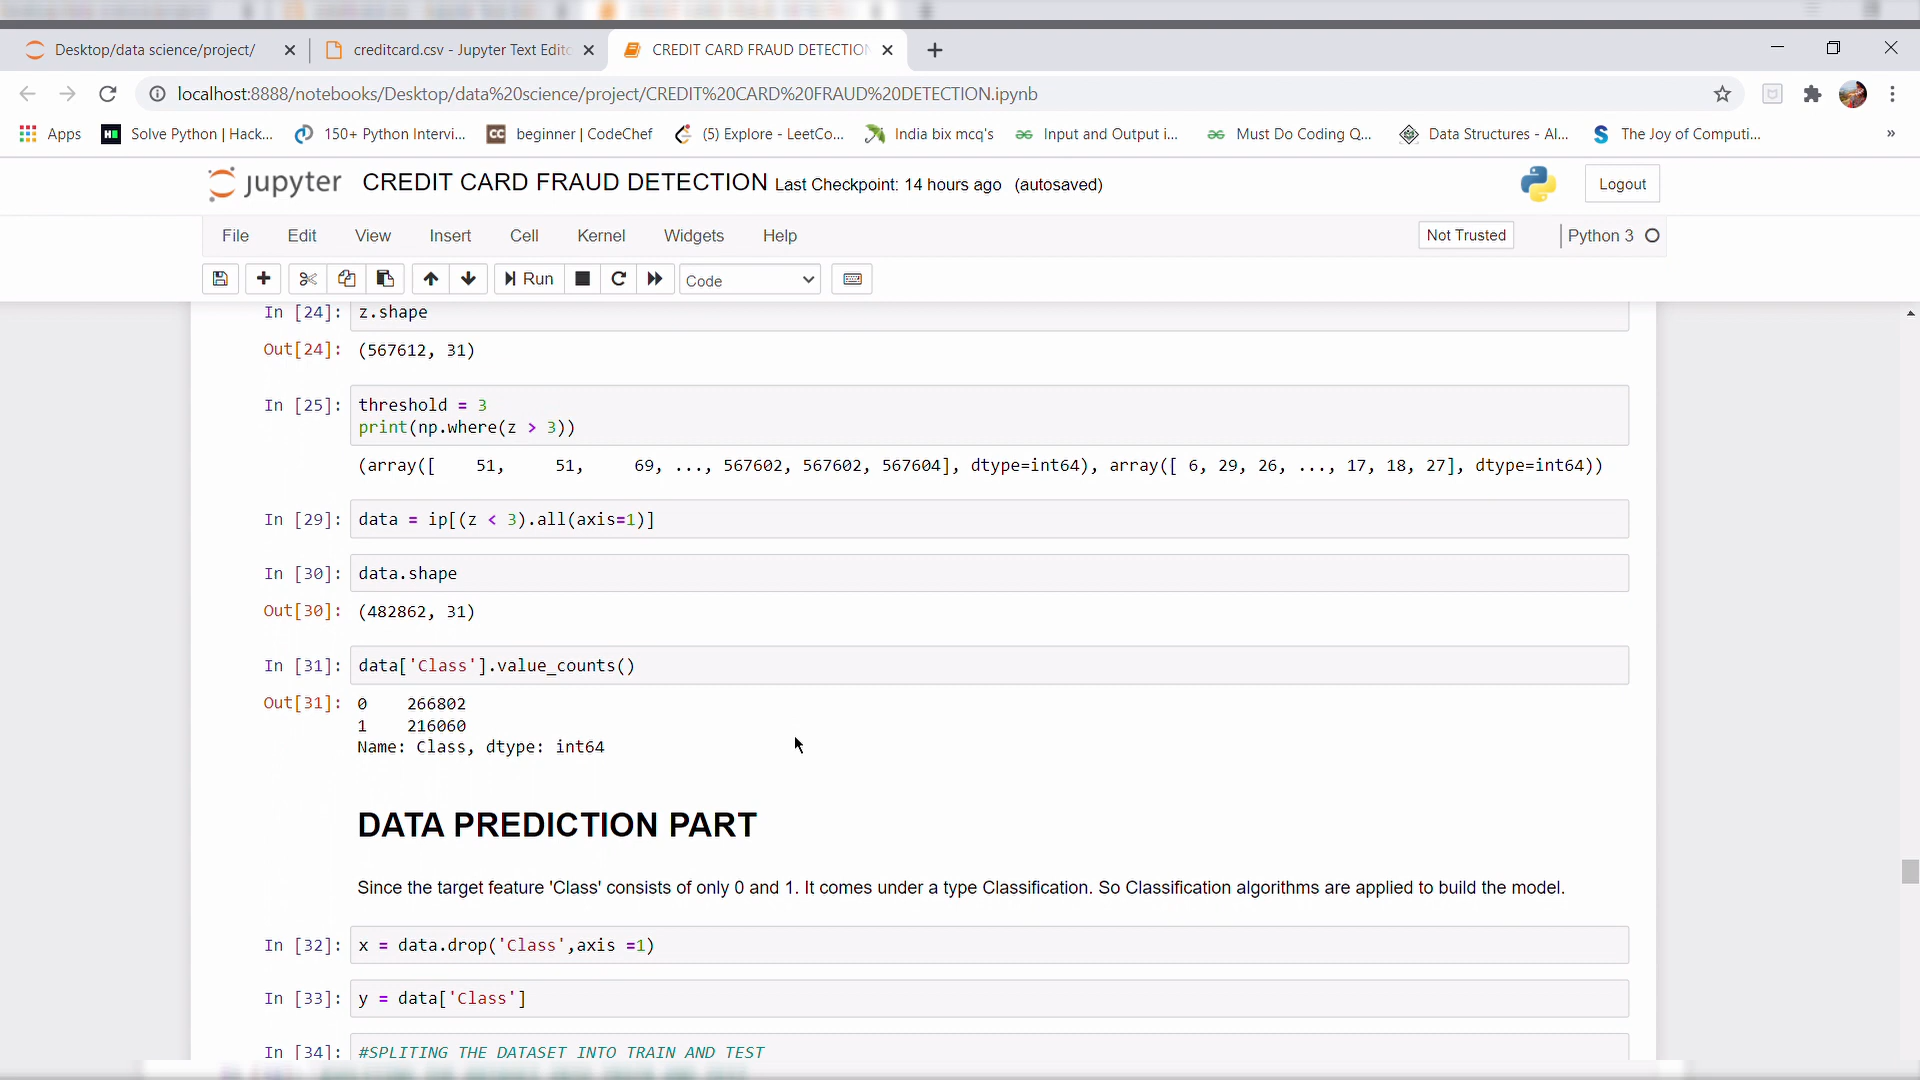 Desktop/data science/project/
creditcard.csv - Jupyter Text Edito
CREDIT CARD FRAUD DETECTION
localhost:8888/notebooks/Desktop/data%20science/project/CREDIT%20CARD%20FRAUD%20DETECTION.ipynb
Apps
Solve Python | Hack...
150+ Python Intervi...
CC beginner | CodeChef
(5) Explore - LeetCo...
India bix mcq's
Input and Output i...
Must Do Coding Q...
Data Structures - Al...
The Joy of Computi...
»
jupyter CREDIT CARD FRAUD DETECTION Last Checkpoint: 14 hours ago (autosaved)
Logout
File Edit View Insert Cell Kernel Widgets Help
Not Trusted
Python 3
Run
Code
In [24]: z.shape
Out[24]: (567612, 31)
In [25]: threshold = 3
print(np.where(z > 3))
(array([    51,     51,     69, ..., 567602, 567602, 567604], dtype=int64), array([ 6, 29, 26, ..., 17, 18, 27], dtype=int64))
In [29]: data = ip[(z < 3).all(axis=1)]
In [30]: data.shape
Out[30]: (482862, 31)
In [31]: data['Class'].value_counts()
Out[31]: 0    266802
1    216060
Name: Class, dtype: int64
DATA PREDICTION PART
Since the target feature 'Class' consists of only 0 and 1. It comes under a type Classification. So Classification algorithms are applied to build the model.
In [32]: x = data.drop('Class',axis =1)
In [33]: y = data['Class']
In [34]: #SPLITING THE DATASET INTO TRAIN AND TEST